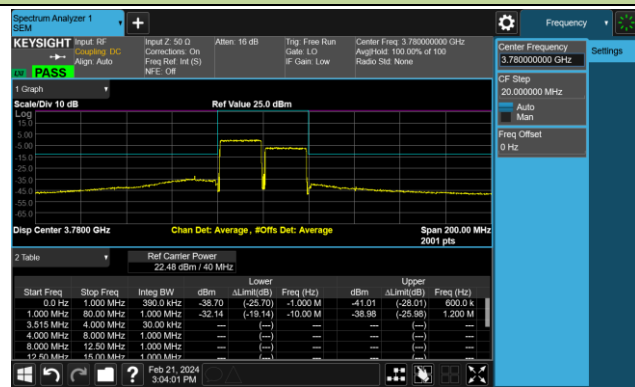 Spectrum Analyzer 1
SEM
+
Frequency
KEYSIGHT
Input: RF
Coupling: DC
Align: Auto
Input Z: 50 Ω
Corrections: On
Freq Ref: Int (S)
NFE: Off
Atten: 16 dB
Trig: Free Run
Gate: LO
IF Gain: Low
Center Freq: 3.780000000 GHz
Avg|Hold: 100.00% of 100
Radio Std: None
PASS
Center Frequency
3.780000000 GHz
Settings
CF Step
20.000000 MHz
Auto
Man
Freq Offset
0 Hz
1 Graph
Scale/Div 10 dB
Ref Value 25.0 dBm
Log
15.0
5.00
-5.00
-15.0
-25.0
-35.0
-45.0
-55.0
-65.0
Disp Center 3.7800 GHz
Chan Det: Average, #Offs Det: Average
Span 200.00 MHz
2001 pts
2 Table
Ref Carrier Power
22.48 dBm / 40 MHz
Lower Upper
Start Freq Stop Freq Integ BW dBm ΔLimit(dB) Freq (Hz) dBm ΔLimit(dB) Freq (Hz)
0.0 Hz 1.000 MHz 390.0 kHz -38.70 (-25.70) -1.000 M -41.01 (-28.01) 600.0 k
1.000 MHz 80.00 MHz 1.000 MHz -32.14 (-19.14) -10.00 M -38.98 (-25.98) 1.200 M
3.515 MHz 4.000 MHz 30.00 kHz --- (---) --- --- (---) ---
4.000 MHz 8.000 MHz 1.000 MHz --- (---) --- --- (---) ---
8.000 MHz 12.50 MHz 1.000 MHz --- (---) --- --- (---) ---
12.50 MHz 15.00 MHz 1.000 MHz --- (---) --- --- (---) ---
?
Feb 21, 2024
3:04:01 PM